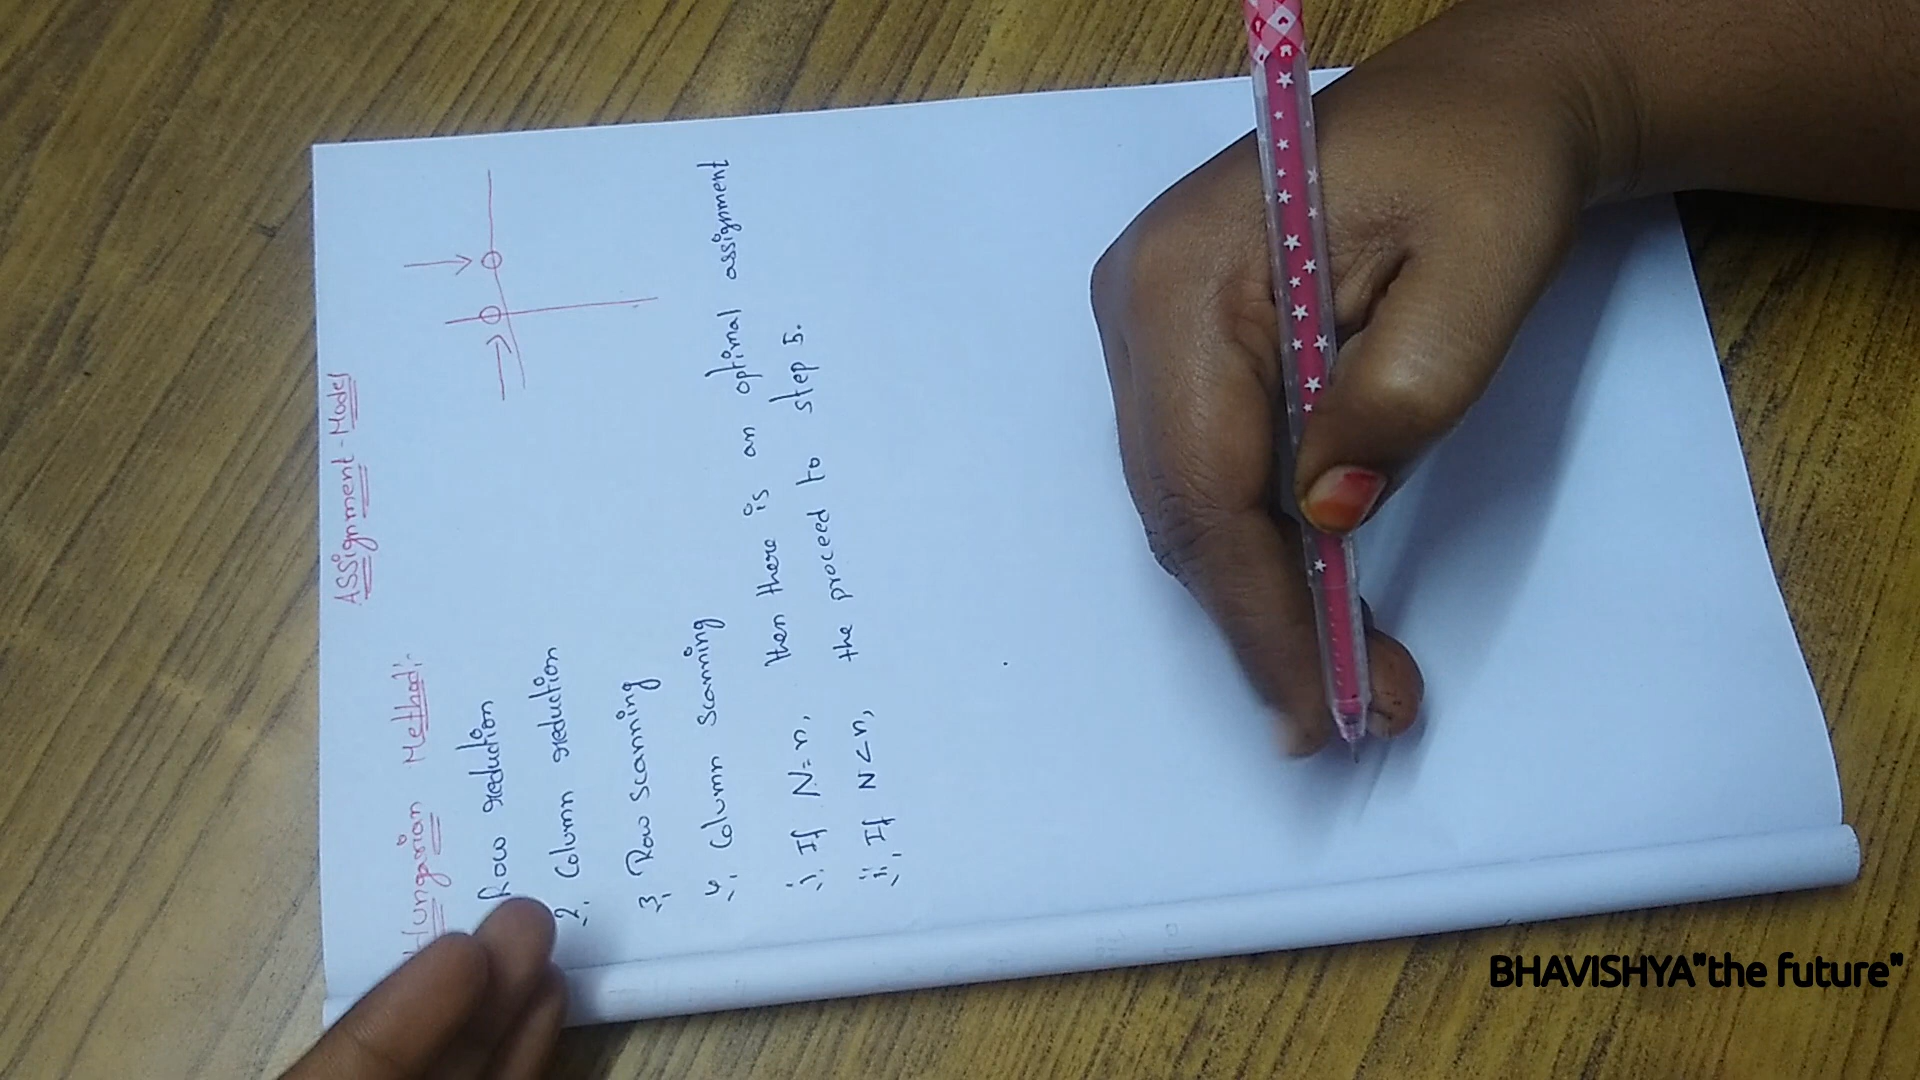 Assignment - Model
Hungarian Method:-
Row reduction
2, Column reduction
3, Row scanning
4, Column scanning
i, If N=n, then there is an optimal assignment
ii, If N<n, the proceed to step 5.
BHAVISHYA"the future"